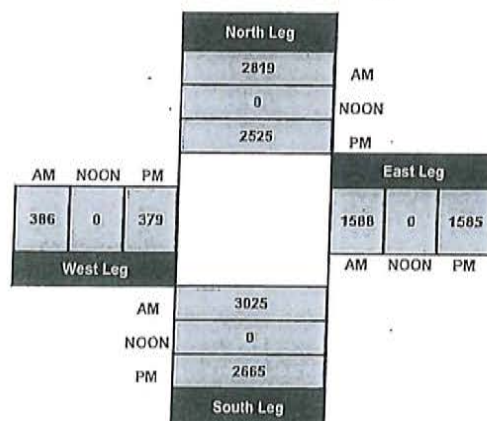 North Leg
2819
AM
0
NOON
2525
PM
AM NOON PM
East Leg
386 0 379
1588 0 1585
West Leg
AM NOON PM
AM
3025
NOON
0
PM
2665
South Leg